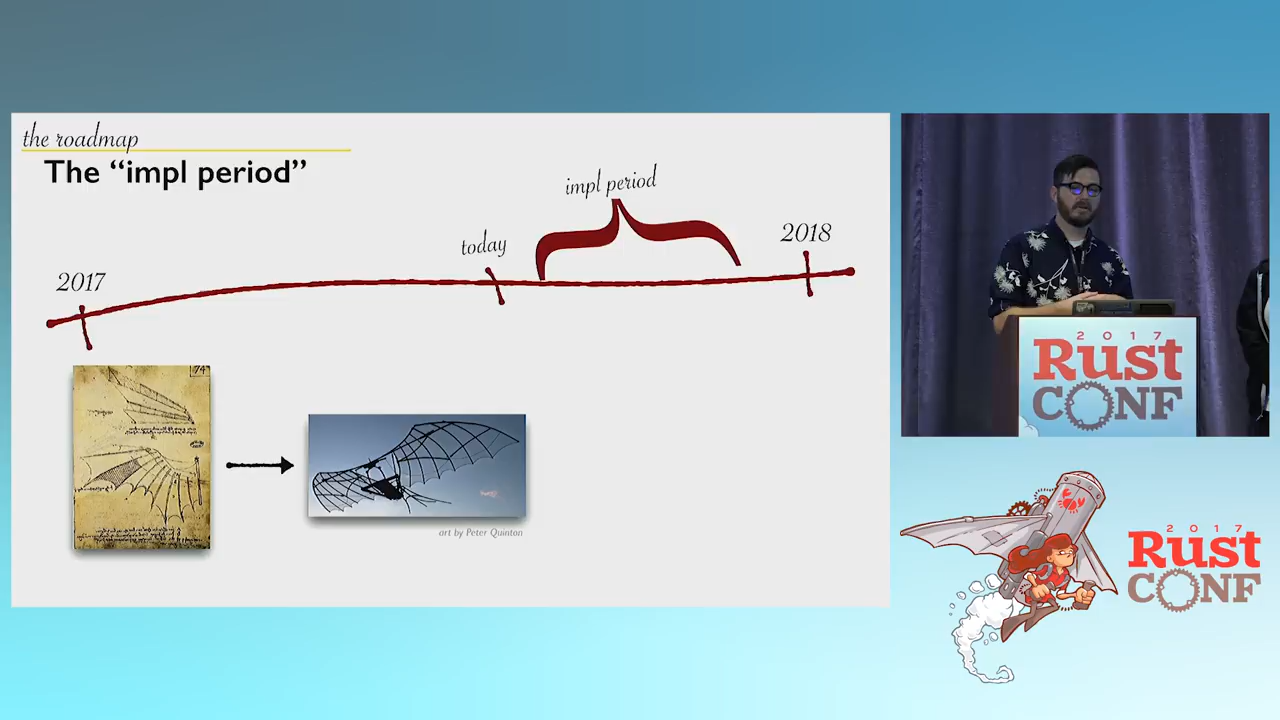 the roadmap
The “impl period”
impl period
today
2018
2017
74
art by Peter Quinton
2017
Rust
CONF
2017
Rust
CONF